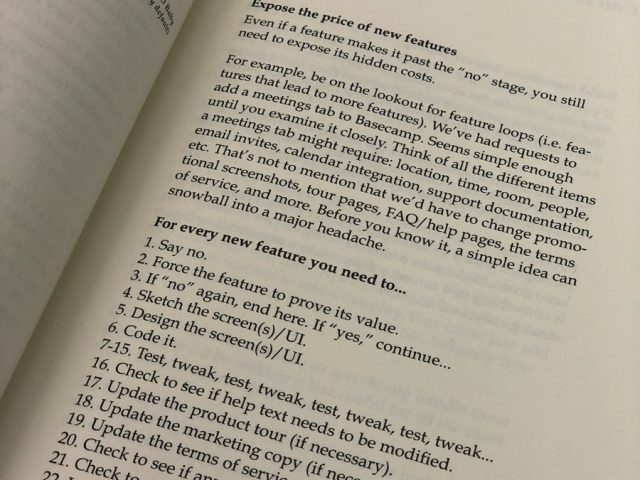 Baby
y default
Expose the price of new features
Even if a feature makes it past the “no” stage, you still
need to expose its hidden costs.
For example, be on the lookout for feature loops (i.e. fea-
tures that lead to more features). We’ve had requests to
add a meetings tab to Basecamp. Seems simple enough
until you examine it closely. Think of all the different items
a meetings tab might require: location, time, room, people,
email invites, calendar integration, support documentation,
etc. That’s not to mention that we’d have to change promo-
tional screenshots, tour pages, FAQ/help pages, the terms
of service, and more. Before you know it, a simple idea can
snowball into a major headache.
For every new feature you need to...
1. Say no.
2. Force the feature to prove its value.
3. If “no” again, end here. If “yes,” continue...
4. Sketch the screen(s)/UI.
5. Design the screen(s)/UI.
6. Code it.
7-15. Test, tweak, test, tweak, test, tweak, test, tweak...
16. Check to see if help text needs to be modified.
17. Update the product tour (if necessary).
18. Update the marketing copy (if nece
19. Update the terms of servic
20. Check to see if any
21. Check to
22.